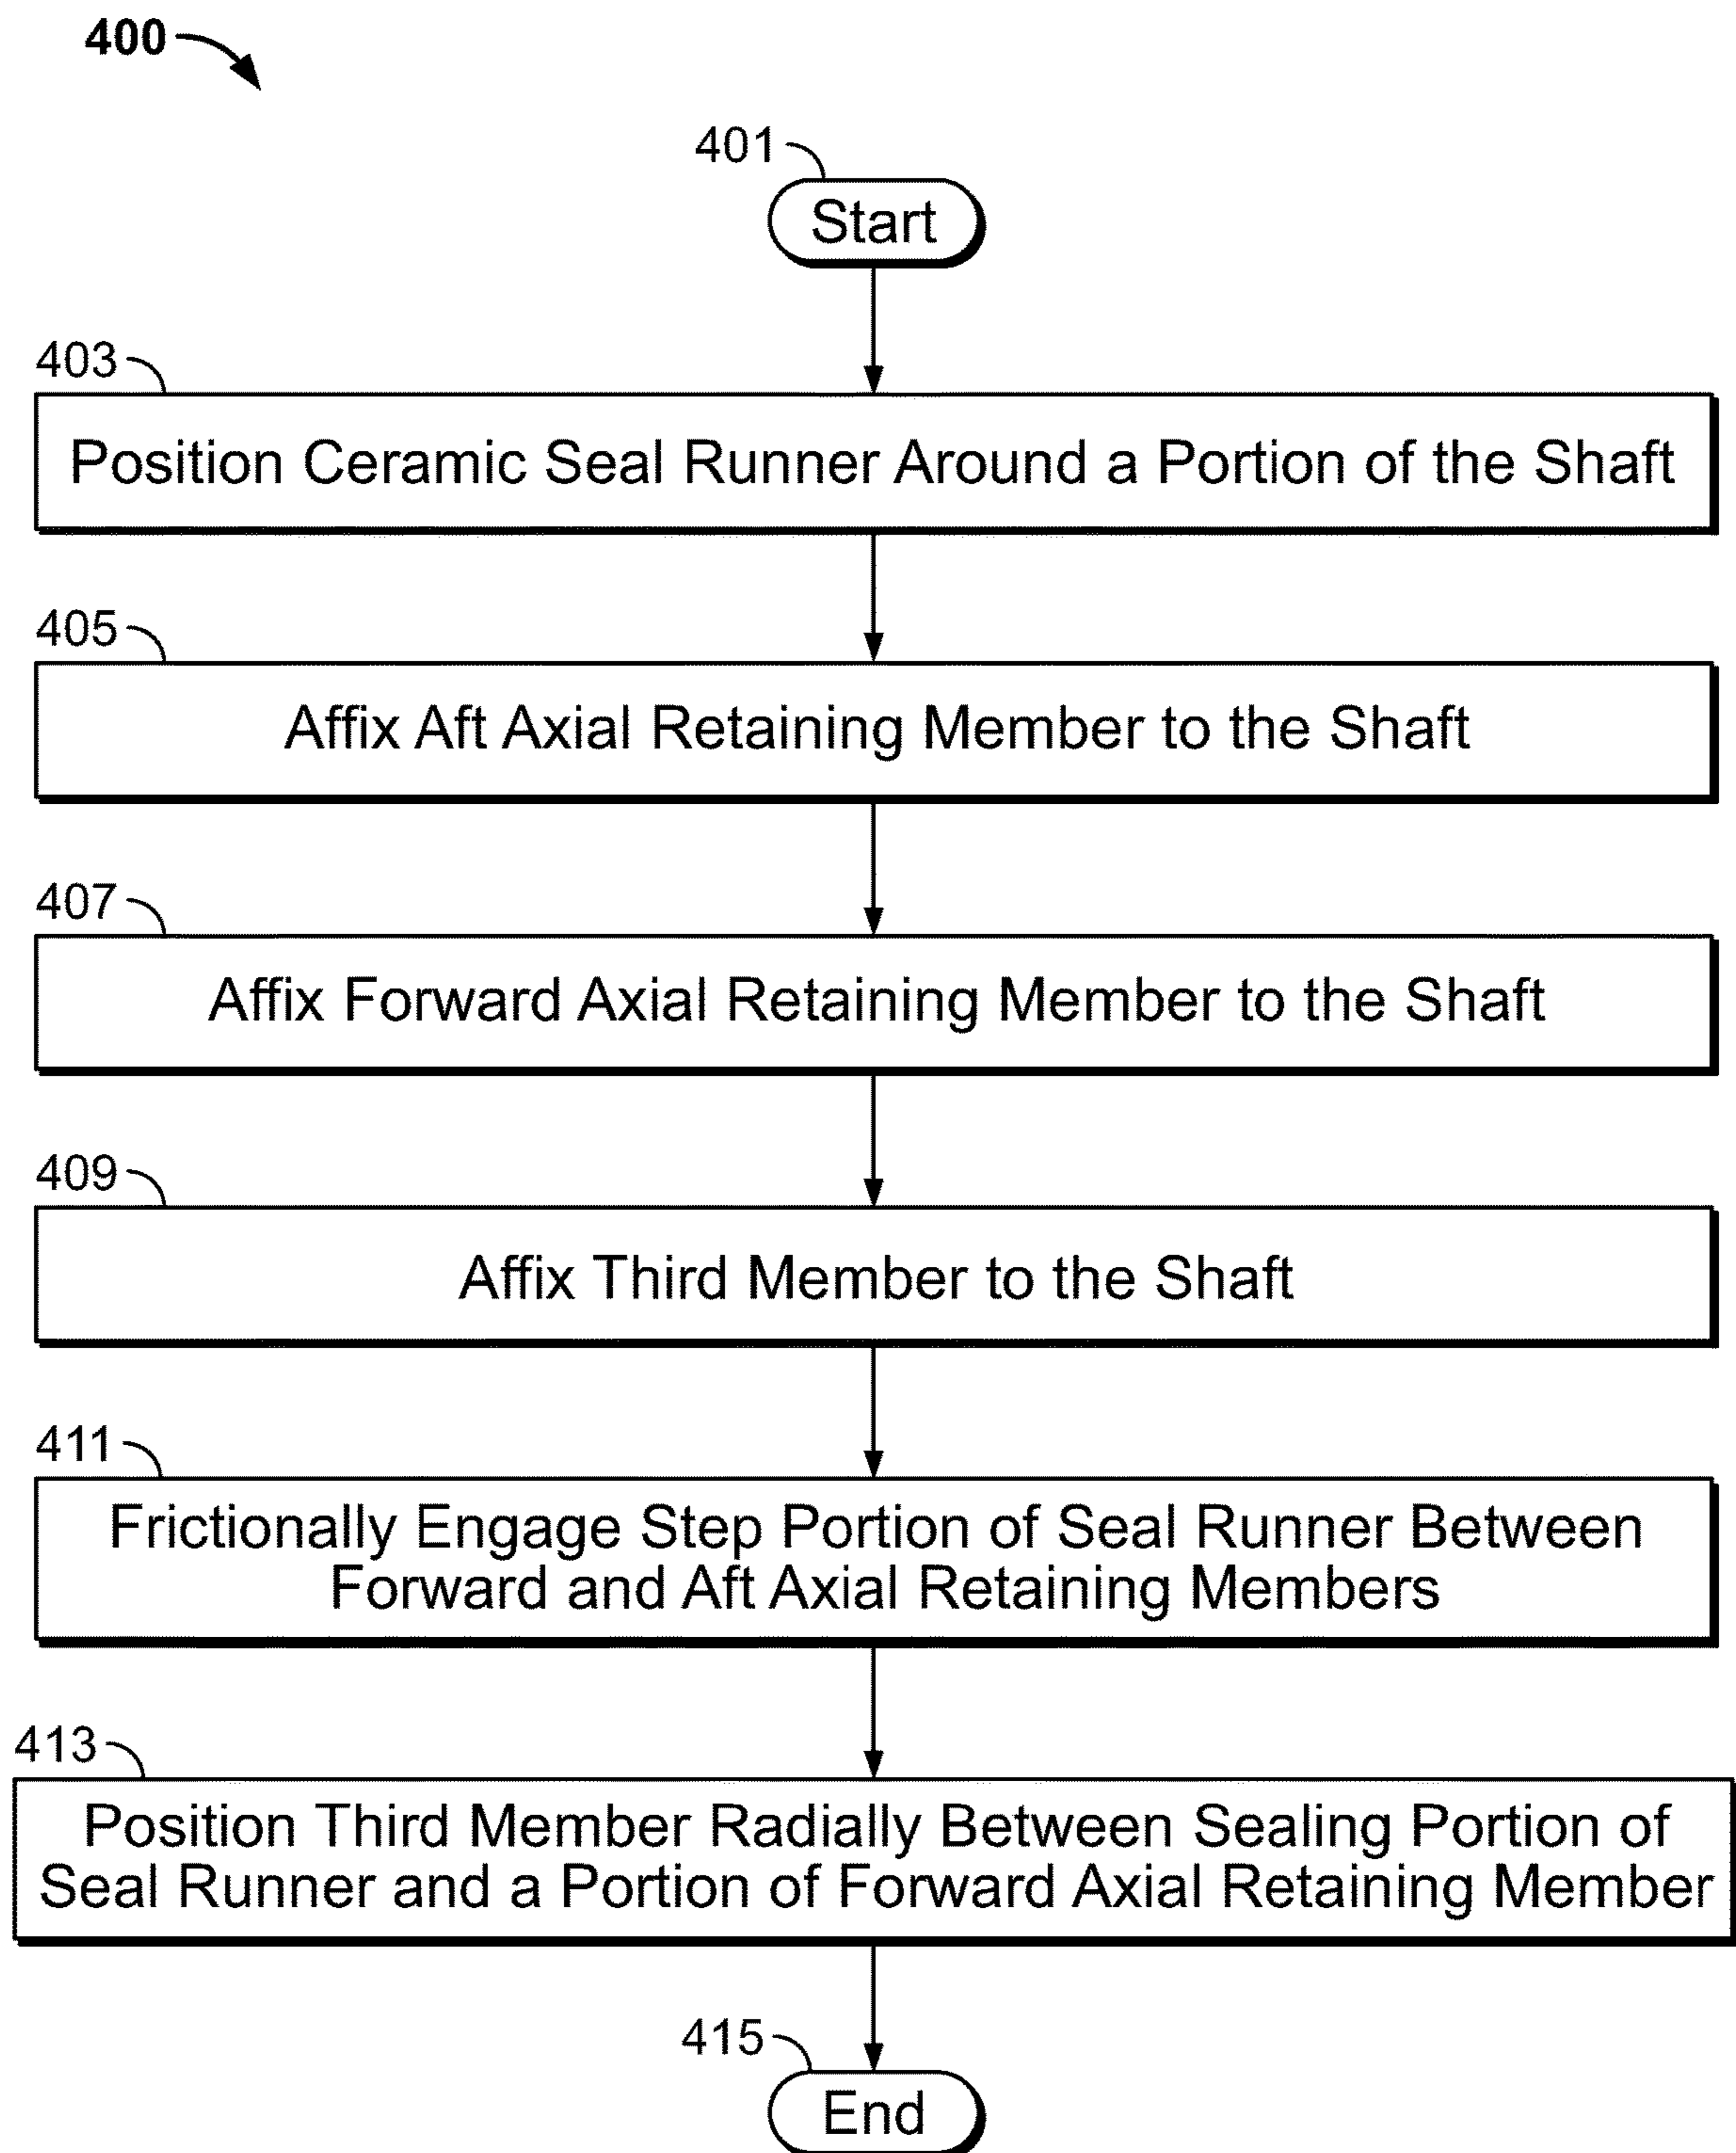 400
401
Start
403
Position Ceramic Seal Runner Around a Portion of the Shaft
405
Affix Aft Axial Retaining Member to the Shaft
407
Affix Forward Axial Retaining Member to the Shaft
409
Affix Third Member to the Shaft
411
Frictionally Engage Step Portion of Seal Runner Between
Forward and Aft Axial Retaining Members
413
Position Third Member Radially Between Sealing Portion of
Seal Runner and a Portion of Forward Axial Retaining Member
415
End